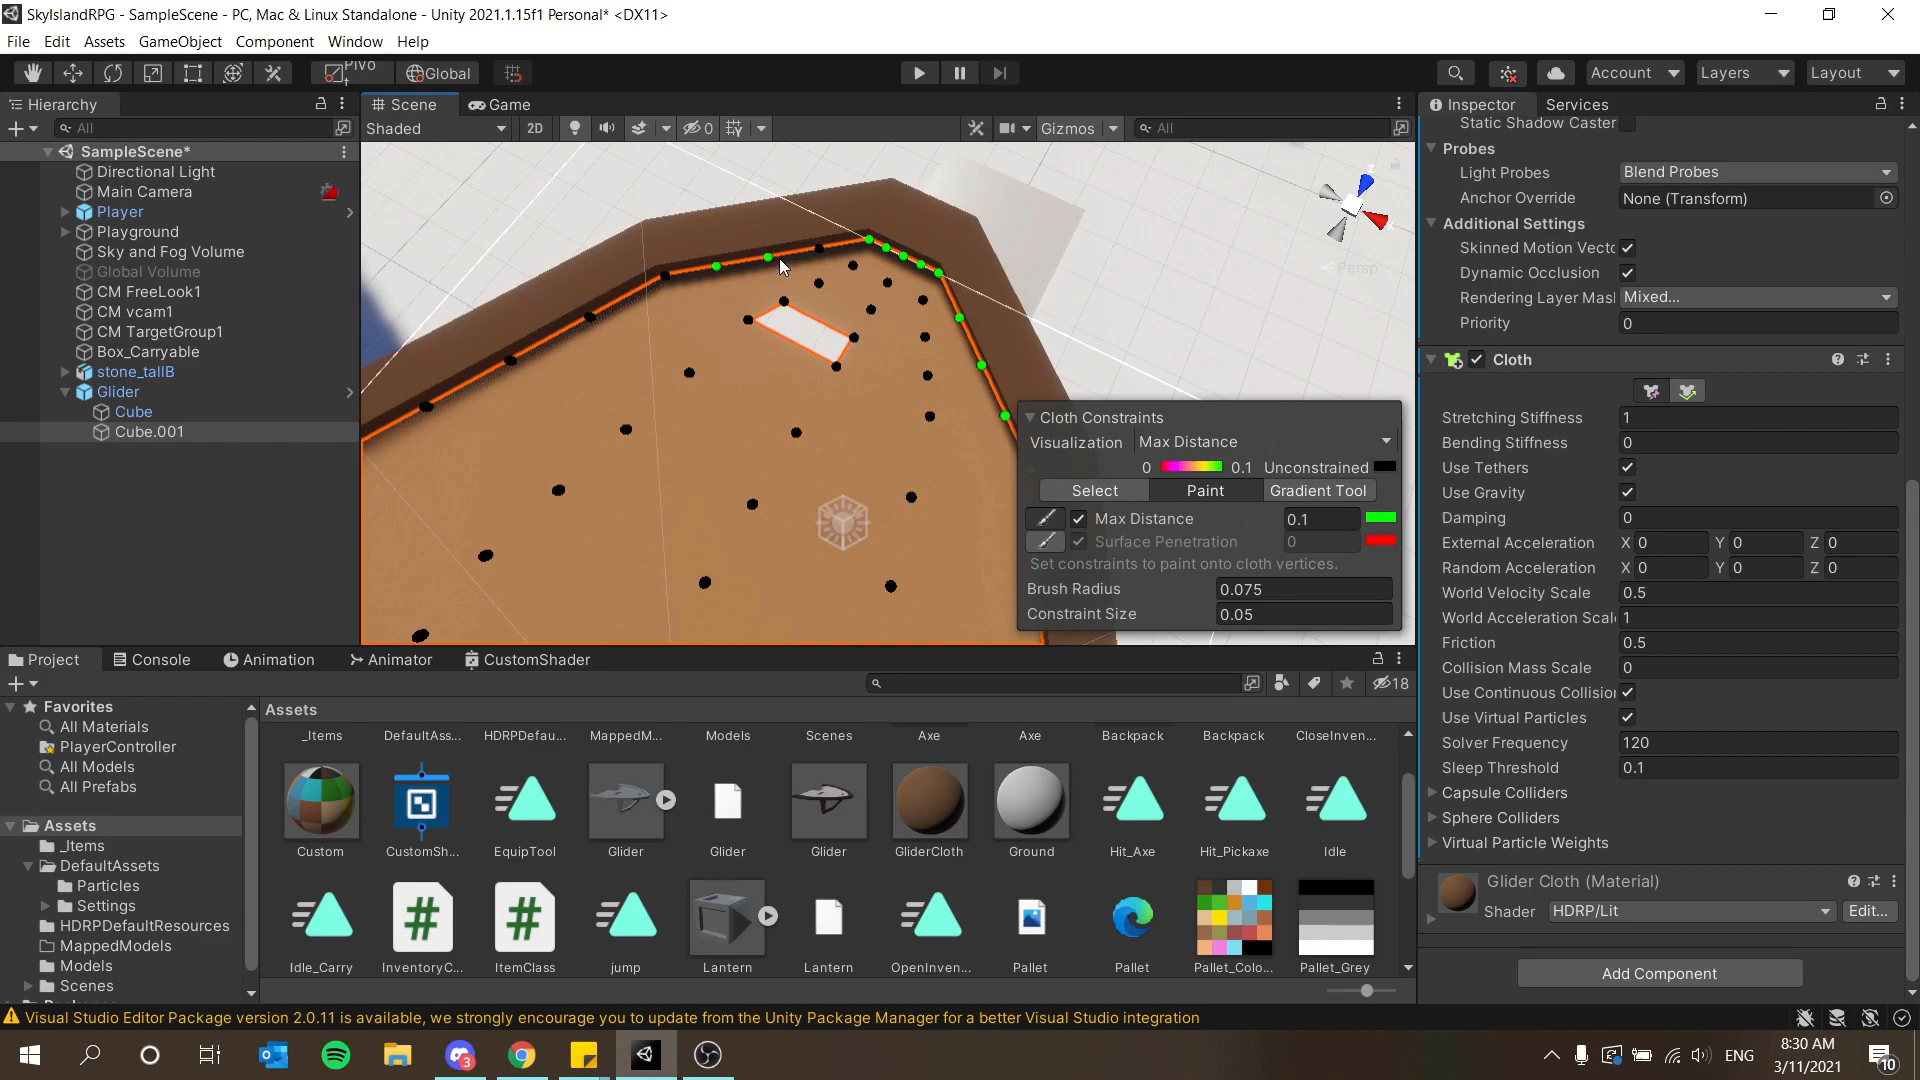 SkyIslandRPG - SampleScene - PC, Mac & Linux Standalone - Unity 2021.1.15f1 Personal* <DX11>
File Edit Assets GameObject Component Window Help
Pivot Global
Account Layers Layout
Hierarchy
All
SampleScene*
Directional Light
Main Camera
Player
Playground
Sky and Fog Volume
Global Volume
CM FreeLook1
CM vcam1
CM TargetGroup1
Box_Carryable
stone_tallB
Glider
Cube
Cube.001
Scene Game
Shaded 2D 0 Gizmos All
Persp
Cloth Constraints
Visualization Max Distance
0 0.1 Unconstrained
Select Paint Gradient Tool
Max Distance 0.1
Surface Penetration 0
Set constraints to paint onto cloth vertices.
Brush Radius 0.075
Constraint Size 0.05
Inspector Services
Static Shadow Caster
Probes
Light Probes Blend Probes
Anchor Override None (Transform)
Additional Settings
Skinned Motion Vecto
Dynamic Occlusion
Rendering Layer Mas Mixed...
Priority 0
Cloth
Stretching Stiffness 1
Bending Stiffness 0
Use Tethers
Use Gravity
Damping 0
External Acceleration X 0 Y 0 Z 0
Random Acceleration X 0 Y 0 Z 0
World Velocity Scale 0.5
World Acceleration Scal 1
Friction 0.5
Collision Mass Scale 0
Use Continuous Collision
Use Virtual Particles
Solver Frequency 120
Sleep Threshold 0.1
Capsule Colliders
Sphere Colliders
Virtual Particle Weights
Glider Cloth (Material)
Shader HDRP/Lit Edit...
Add Component
Project Console Animation Animator CustomShader
18
Favorites
All Materials
PlayerController
All Models
All Prefabs
Assets
_Items
DefaultAssets
Particles
Settings
HDRPDefaultResources
MappedModels
Models
Scenes
Assets
_Items DefaultAss... HDRPDefau... MappedM... Models Scenes Axe Axe Backpack Backpack CloseInven...
Custom CustomSh... EquipTool Glider Glider Glider GliderCloth Ground Hit_Axe Hit_Pickaxe Idle
Idle_Carry InventoryC... ItemClass jump Lantern Lantern OpenInven... Pallet Pallet Pallet_Colo... Pallet_Grey
Visual Studio Editor Package version 2.0.11 is available, we strongly encourage you to update from the Unity Package Manager for a better Visual Studio integration
3
ENG
8:30 AM
3/11/2021
10